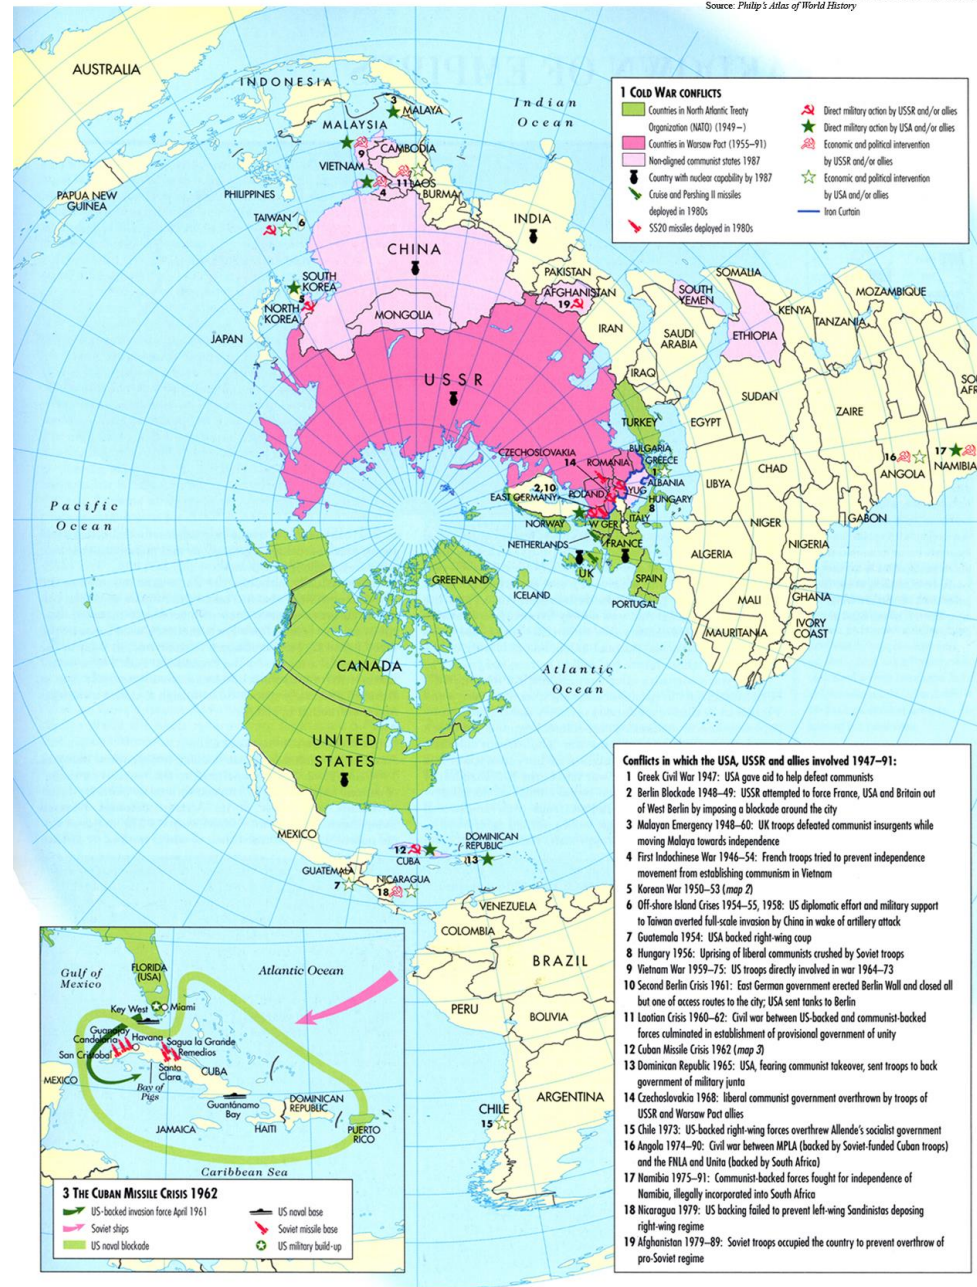 Source: Philip's Atlas of World History
AUSTRALIA
INDONESIA
Indian
Ocean
3
MALAYA
MALAYSIA
9
CAMBODIA
VIETNAM
4
11 LAOS
BURMA
PAPUA NEW
GUINEA
PHILIPPINES
TAIWAN
6
INDIA
CHINA
SOUTH
KOREA
5
NORTH
KOREA
MONGOLIA
JAPAN
PAKISTAN
AFGHANISTAN
19
IRAN
SOMALIA
SOUTH
YEMEN
MOZAMBIQUE
KENYA
TANZANIA
SAUDI
ARABIA
ETHIOPIA
IRAQ
USSR
SUDAN
ZAIRE
EGYPT
TURKEY
SOU
AFR
1 COLD WAR CONFLICTS
Countries in North Atlantic Treaty
Organization (NATO) (1949–)
Countries in Warsaw Pact (1955–91)
Non-aligned communist states 1987
Country with nuclear capability by 1987
Cruise and Pershing II missiles
deployed in 1980s
SS20 missiles deployed in 1980s
Direct military action by USSR and/or allies
Direct military action by USA and/or allies
Economic and political intervention
by USSR and/or allies
Economic and political intervention
by USA and/or allies
Iron Curtain
CZECHOSLOVAKIA
14
ROMANIA
BULGARIA
GREECE
1
ALBANIA
YUG
HUNGARY
8
2,10
EAST GERMANY
POLAND
NORWAY
W GER
ITALY
NETHERLANDS
FRANCE
UK
SPAIN
PORTUGAL
ICELAND
GREENLAND
LIBYA
CHAD
16
ANGOLA
17
NAMIBIA
GABON
NIGER
NIGERIA
ALGERIA
MALI
GHANA
IVORY
COAST
MAURITANIA
Pacific
Ocean
Atlantic
Ocean
CANADA
UNITED
STATES
MEXICO
12
CUBA
DOMINICAN
REPUBLIC
13
GUATEMALA
7
NICARAGUA
18
VENEZUELA
COLOMBIA
BRAZIL
PERU
BOLIVIA
CHILE
15
ARGENTINA
Conflicts in which the USA, USSR and allies involved 1947–91:
1 Greek Civil War 1947: USA gave aid to help defeat communists
2 Berlin Blockade 1948–49: USSR attempted to force France, USA and Britain out
of West Berlin by imposing a blockade around the city
3 Malayan Emergency 1948–60: UK troops defeated communist insurgents while
moving Malaya towards independence
4 First Indochinese War 1946–54: French troops tried to prevent independence
movement from establishing communism in Vietnam
5 Korean War 1950–53 (map 2)
6 Off-shore Island Crises 1954–55, 1958: US diplomatic effort and military support
to Taiwan averted full-scale invasion by China in wake of artillery attack
7 Guatemala 1954: USA backed right-wing coup
8 Hungary 1956: Uprising of liberal communists crushed by Soviet troops
9 Vietnam War 1959–75: US troops directly involved in war 1964–73
10 Second Berlin Crisis 1961: East German government erected Berlin Wall and closed all
but one of access routes to the city; USA sent tanks to Berlin
11 Laotian Crisis 1960–62: Civil war between US-backed and communist-backed
forces culminated in establishment of provisional government of unity
12 Cuban Missile Crisis 1962 (map 3)
13 Dominican Republic 1965: USA, fearing communist takeover, sent troops to back
government of military junta
14 Czechoslovakia 1968: liberal communist government overthrown by troops of
USSR and Warsaw Pact allies
15 Chile 1973: US-backed right-wing forces overthrew Allende's socialist government
16 Angola 1974–90: Civil war between MPLA (backed by Soviet-funded Cuban troops)
and the FNLA and Unita (backed by South Africa)
17 Namibia 1975–91: Communist-backed forces fought for independence of
Namibia, illegally incorporated into South Africa
18 Nicaragua 1979: US backing failed to prevent left-wing Sandinistas deposing
right-wing regime
19 Afghanistan 1979–89: Soviet troops occupied the country to prevent overthrow of
pro-Soviet regime
Gulf of
Mexico
FLORIDA
(USA)
Atlantic Ocean
Key West
Miami
Guanajay
Candelaria
Havana
San Cristobal
Sagua la Grande
Remedios
Santa
Clara
CUBA
Bay of
Pigs
MEXICO
Guantánamo
Bay
DOMINICAN
REPUBLIC
JAMAICA
HAITI
PUERTO
RICO
Caribbean Sea
3 THE CUBAN MISSILE CRISIS 1962
US-backed invasion force April 1961
Soviet ships
US naval blockade
US naval base
Soviet missile base
US military build-up